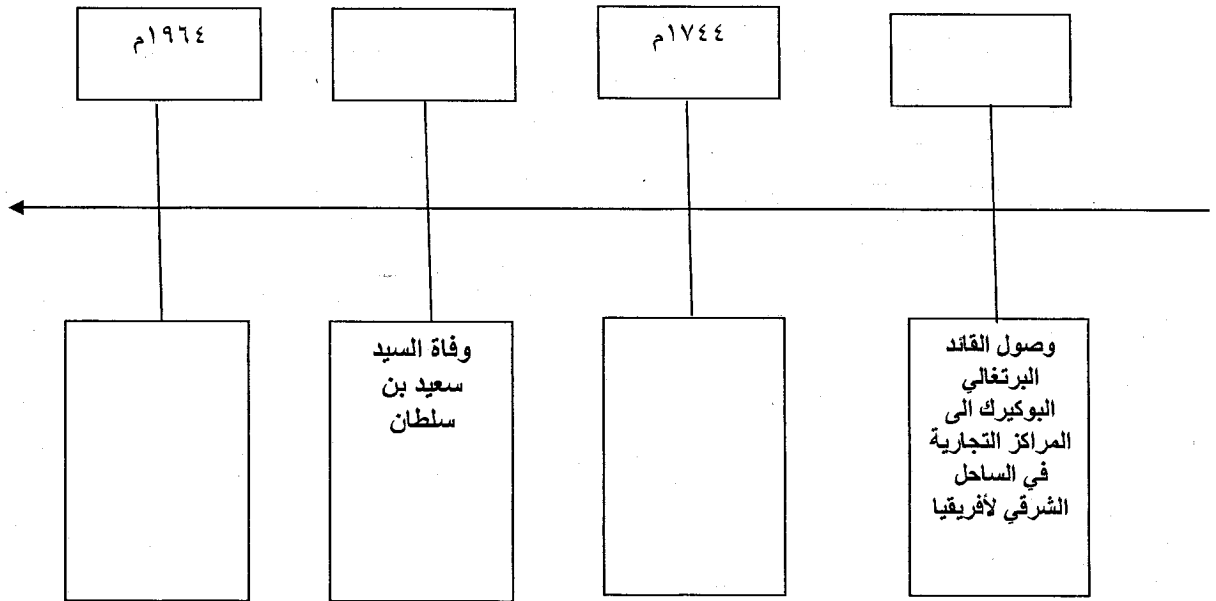 ١٧٤٤م
١٩٦٤م
وصول القائد
البرتغالي
البوكيرك الى
المراكز التجارية
في الساحل
الشرقي لأفريقيا
وفاة السيد
سعيد بن
سلطان